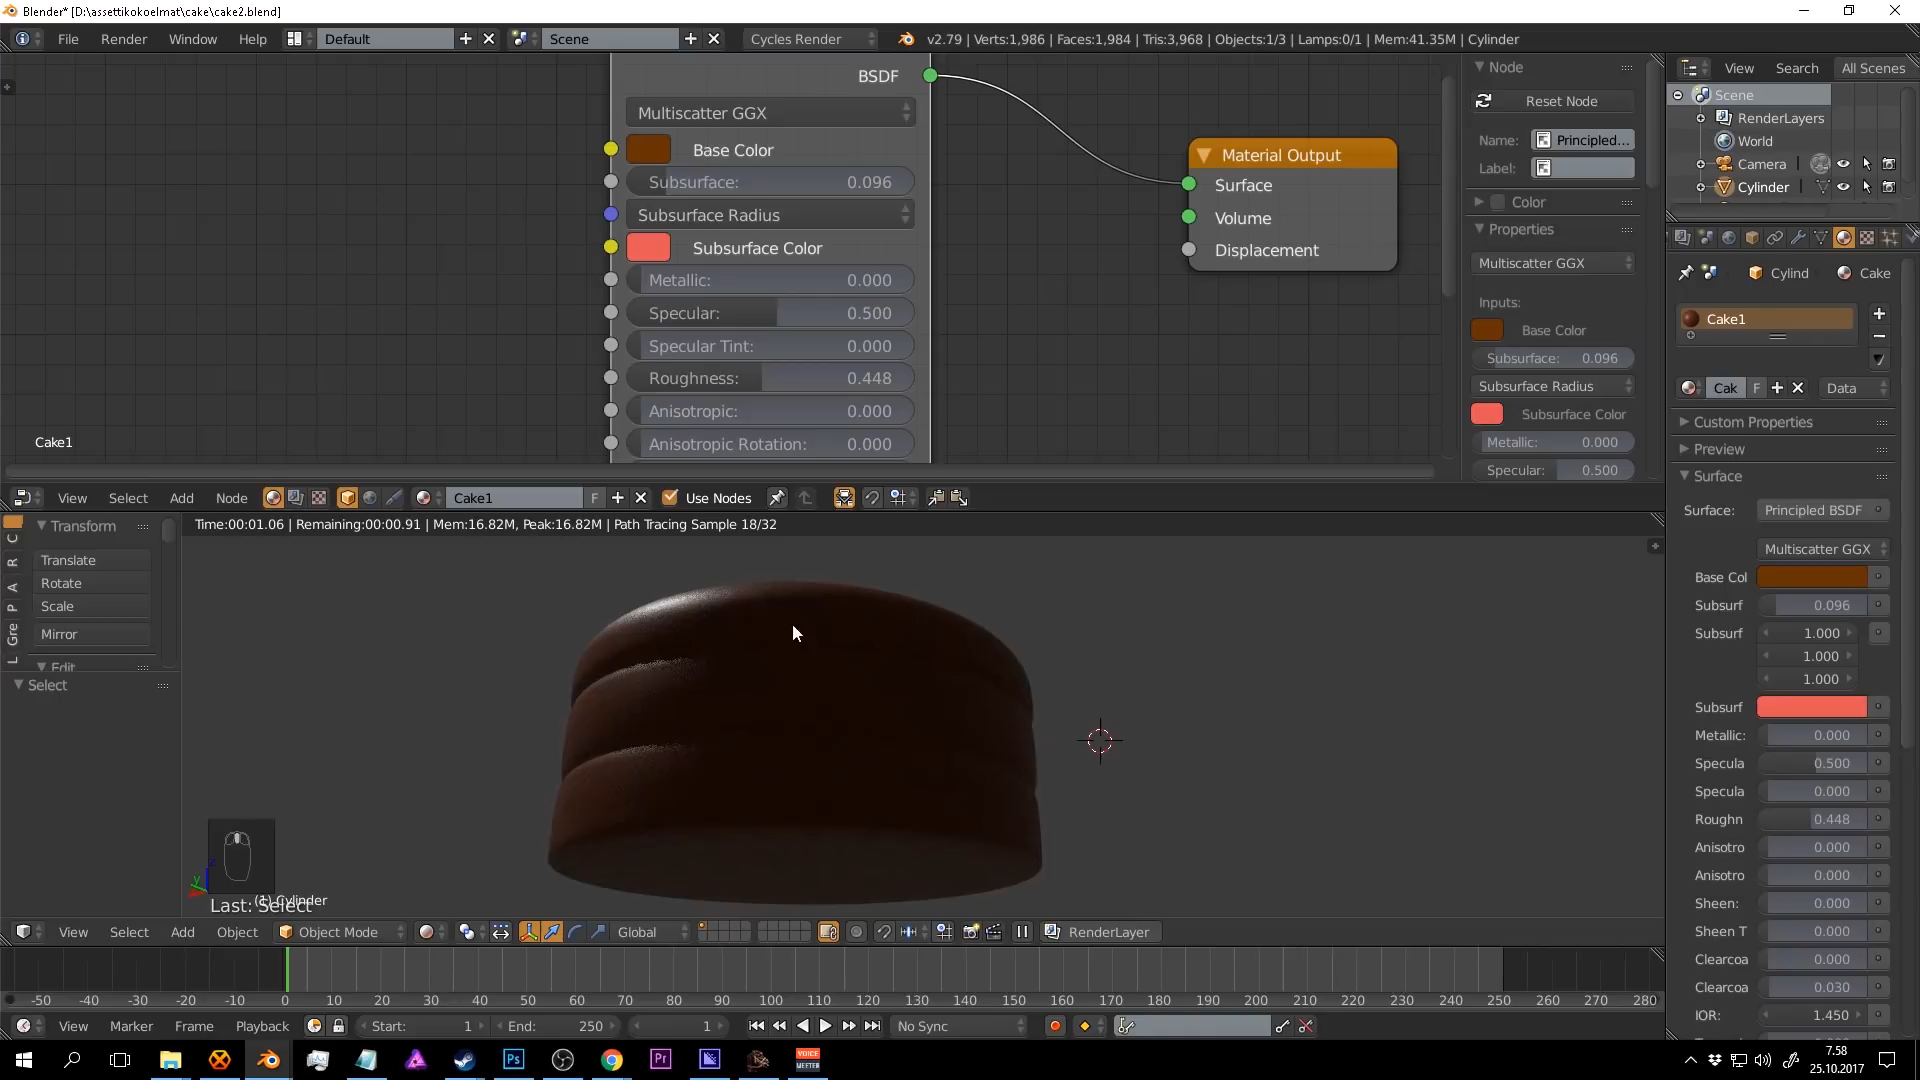 Blender* [D:\assettikokoelmat\cake\cake2.blend]
File Render Window Help Default Scene Cycles Render v2.79 | Verts:1,986 | Faces:1,984 | Tris:3,968 | Objects:1/3 | Lamps:0/1 | Mem:41.35M | Cylinder
BSDF
Multiscatter GGX
Base Color
Subsurface: 0.096
Subsurface Radius
Subsurface Color
Metallic: 0.000
Specular: 0.500
Specular Tint: 0.000
Roughness: 0.448
Anisotropic: 0.000
Anisotropic Rotation: 0.000
Material Output
Surface
Volume
Displacement
Cake1
Node
Reset Node
Name: Principled...
Label:
Color
Properties
Multiscatter GGX
Inputs:
Base Color
Subsurface: 0.096
Subsurface Radius
Subsurface Color
Metallic: 0.000
Specular: 0.500
View Search All Scenes
Scene
RenderLayers
World
Camera
Cylinder
Cylind Cake
Cake1
Cak F Data
Custom Properties
Preview
Surface
Surface: Principled BSDF
Multiscatter GGX
Base Col
Subsurf 0.096
Subsurf 1.000
1.000
1.000
Subsurf
Metallic: 0.000
Specula 0.500
Specula 0.000
Roughn 0.448
Anisotro 0.000
Anisotro 0.000
Sheen: 0.000
Sheen T 0.000
Clearcoa 0.000
Clearcoa 0.030
IOR: 1.450
View Select Add Node Cake1 F Use Nodes
Time:00:01.06 | Remaining:00:00.91 | Mem:16.82M, Peak:16.82M | Path Tracing Sample 18/32
Transform
Translate
Rotate
Scale
Mirror
Edit
Select
C
R
A
P
Gre
L
z
y
(1) Cylinder
Last: Select
View Select Add Object Object Mode Global RenderLayer
-50 -40 -30 -20 -10 0 10 20 30 40 50 60 70 80 90 100 110 120 130 140 150 160 170 180 190 200 210 220 230 240 250 260 270 280
View Marker Frame Playback Start: 1 End: 250 1 No Sync
Ps
Pr
VOICE
MEETER
7.58
25.10.2017